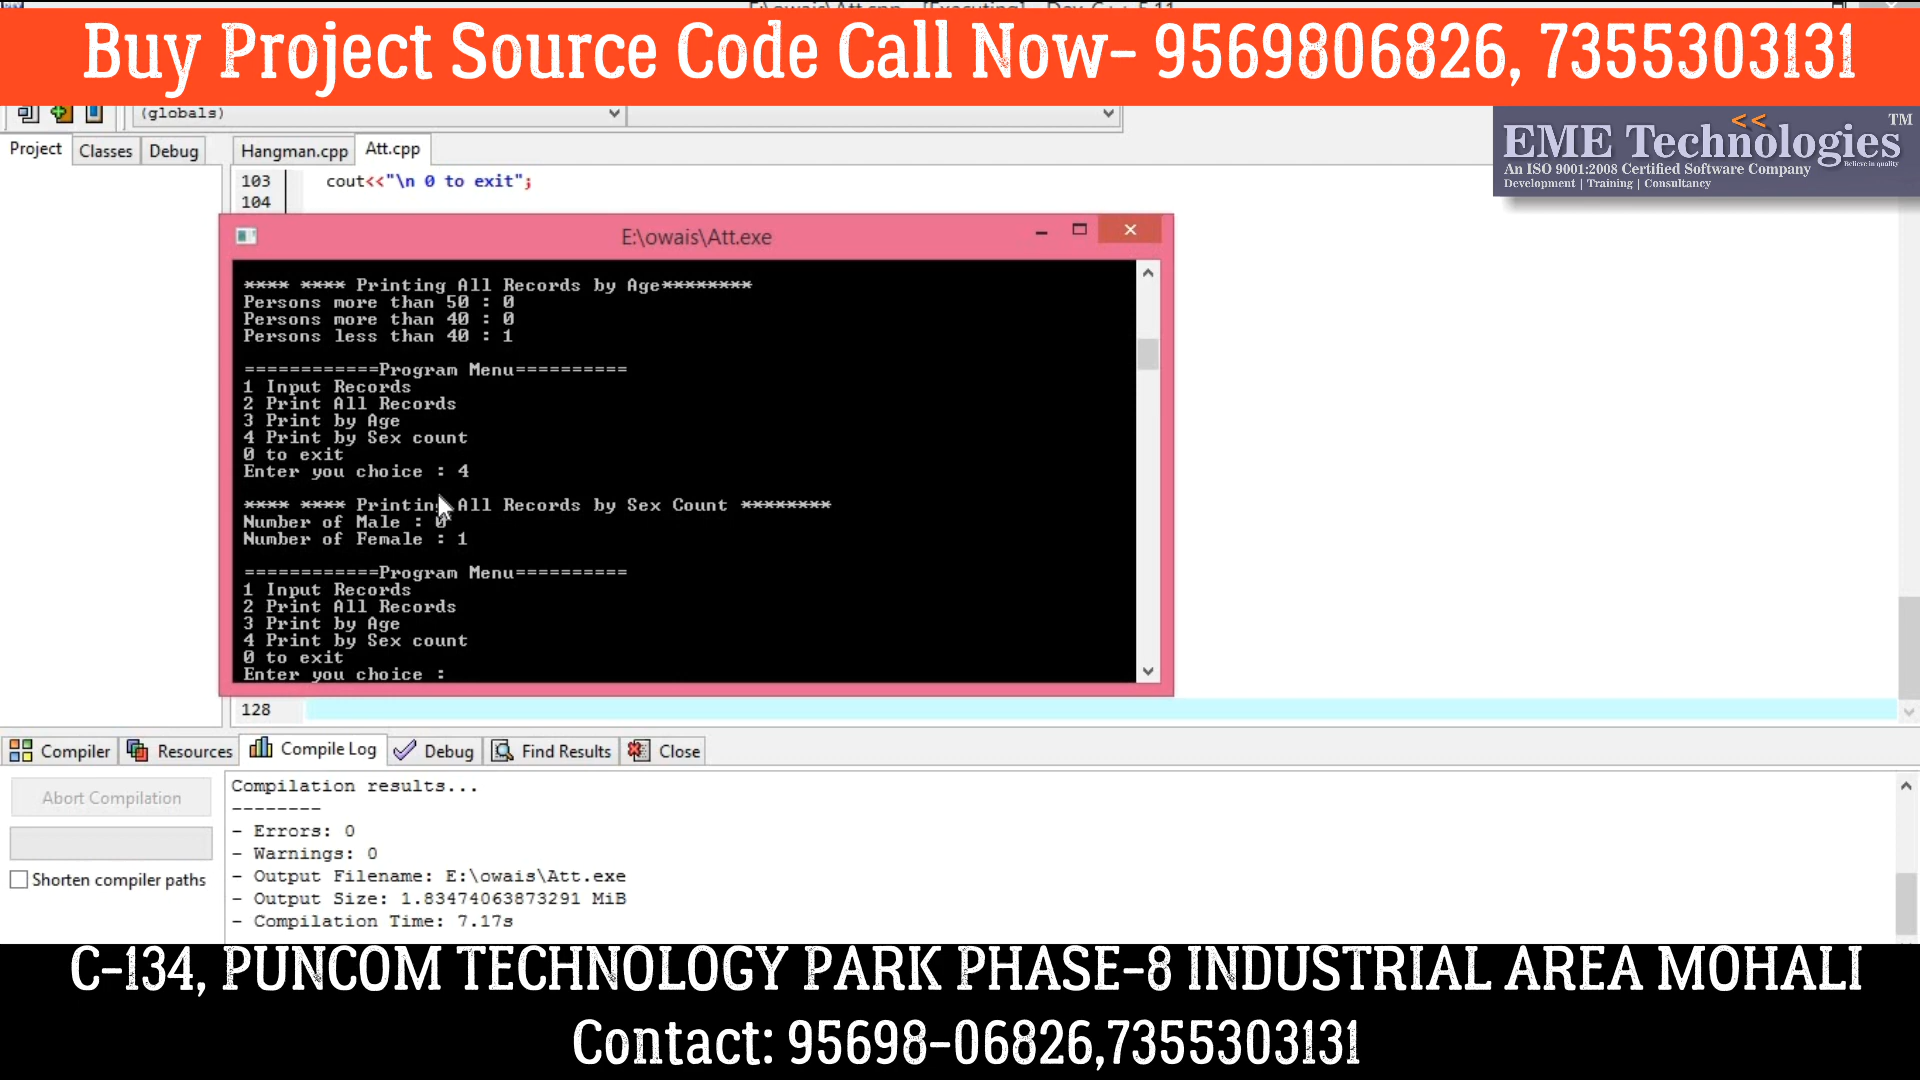 Buy Project Source Code Call Now- 9569806826, 7355303131
(globals)
EME Technologies TM
Believe in quality
An ISO 9001:2008 Certified Software Company
Development | Training | Consultancy
Project Classes Debug
Hangman.cpp Att.cpp
103 cout<<"\n 0 to exit";
104
E:\owais\Att.exe
**** **** Printing All Records by Age********
Persons more than 50 : 0
Persons more than 40 : 0
Persons less than 40 : 1
============Program Menu==========
1 Input Records
2 Print All Records
3 Print by Age
4 Print by Sex count
0 to exit
Enter you choice : 4
**** **** Printing All Records by Sex Count ********
Number of Male : 0
Number of Female : 1
============Program Menu==========
1 Input Records
2 Print All Records
3 Print by Age
4 Print by Sex count
0 to exit
Enter you choice :
128
Compiler Resources Compile Log Debug Find Results Close
Abort Compilation
Shorten compiler paths
Compilation results...
--------
- Errors: 0
- Warnings: 0
- Output Filename: E:\owais\Att.exe
- Output Size: 1.83474063873291 MiB
- Compilation Time: 7.17s
C-134, PUNCOM TECHNOLOGY PARK PHASE-8 INDUSTRIAL AREA MOHALI
Contact: 95698-06826,7355303131